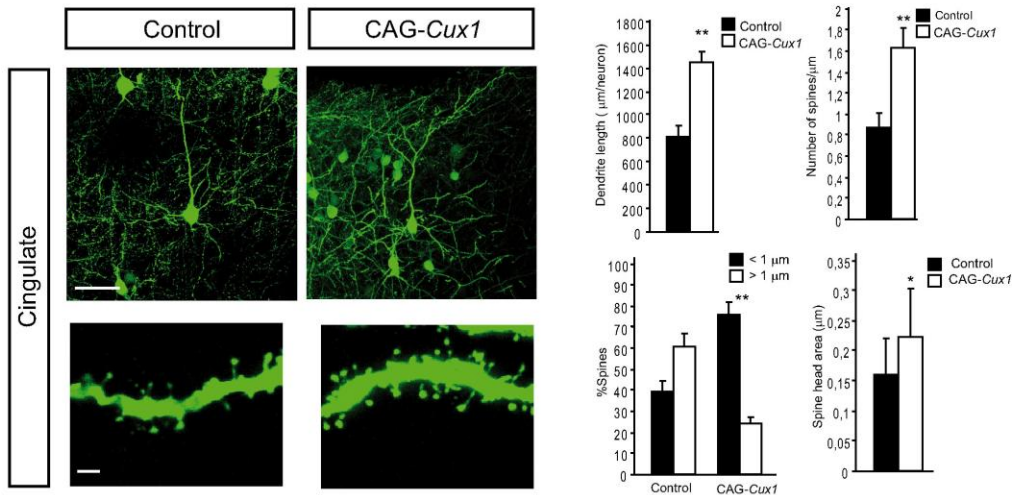 Control
CAG-Cux1
Cingulate
Dendrite length ( μm/neuron)
1800
1600
1400
1200
1000
800
600
400
200
0
**
Control
CAG-Cux1
Number of spines/μm
2
1,8
1,6
1,4
1,2
1
0,8
0,6
0,4
0,2
0
**
Control
CAG-Cux1
%Spines
100
90
80
70
60
50
40
30
20
10
0
< 1 μm
> 1 μm
**
Control
CAG-Cux1
Spine head area (μm)
0,35
0,3
0,25
0,2
0,15
0,1
0,05
0
*
Control
CAG-Cux1